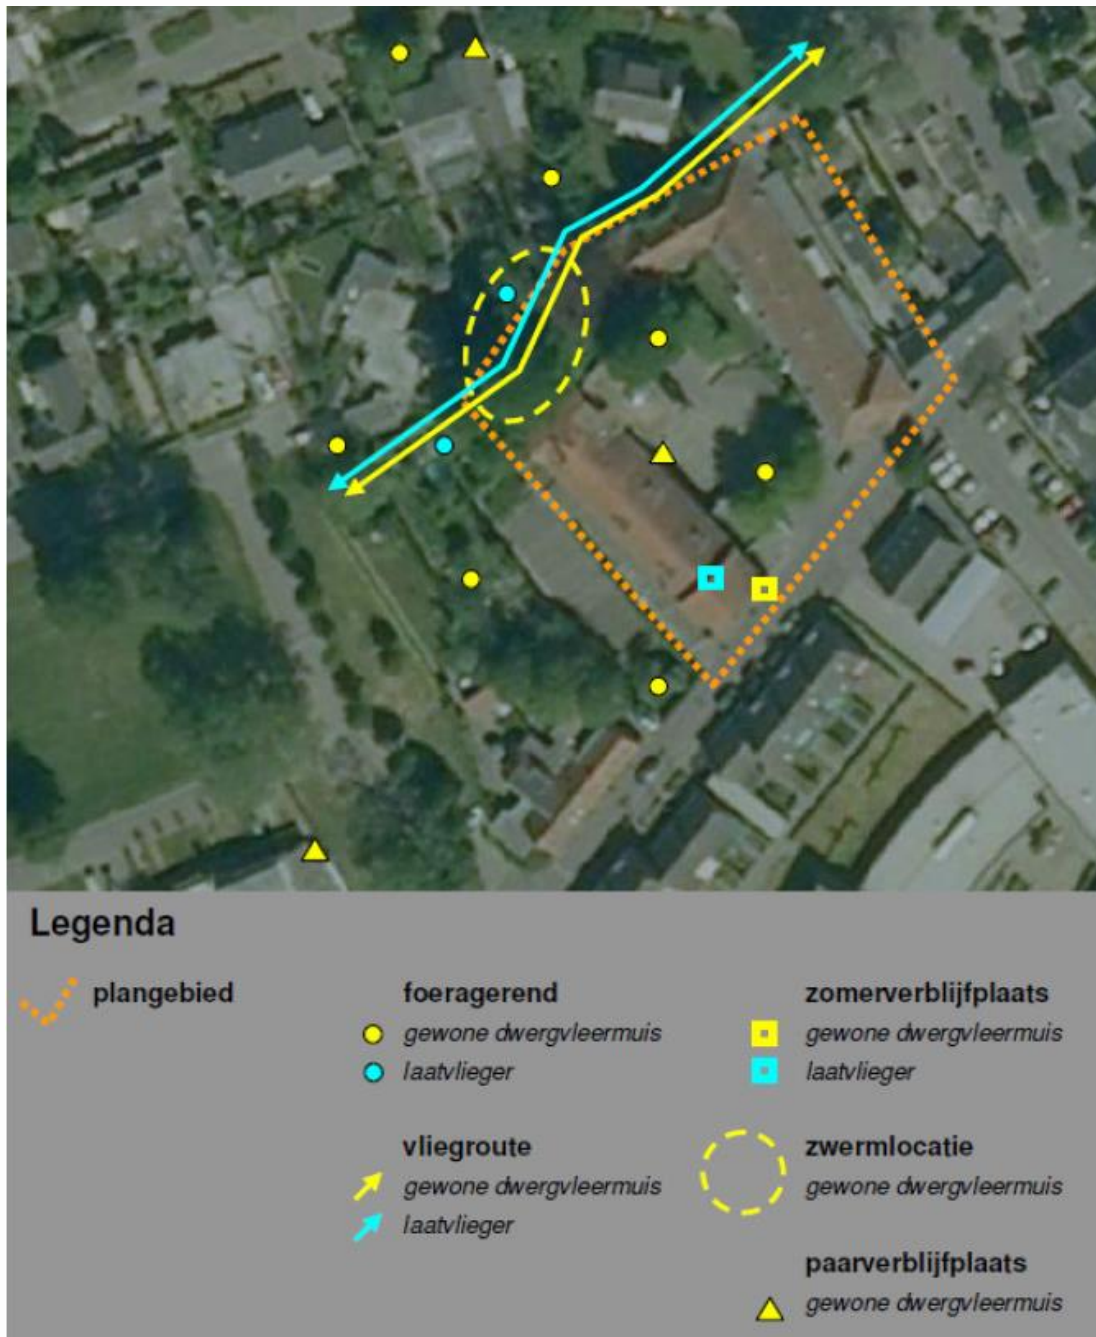 Legenda
plangebied
foeragerend
gewone dwergvleermuis
laatvlieger
vliegroute
gewone dwergvleermuis
laatvlieger
zomerverblijfplaats
gewone dwergvleermuis
laatvlieger
zwermlocatie
gewone dwergvleermuis
paarverblijfplaats
gewone dwergvleermuis